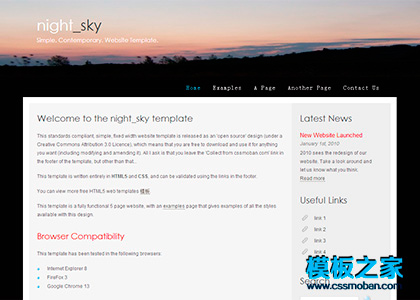 night_sky
Simple. Contemporary. Website Template.
Home Examples A Page Another Page Contact Us
Welcome to the night_sky template
This standards compliant, simple, fixed width website template is released as an 'open source' design (under a
Creative Commons Attribution 3.0 Licence), which means that you are free to download and use it for anything
you want (including modifying and amending it). All I ask is that you leave the 'Collect from cssmoban.com' link in
the footer of the template, but other than that...
This template is written entirely in HTML5 and CSS, and can be validated using the links in the footer.
You can view more free HTML5 web templates 模板.
This template is a fully functional 5 page website, with an examples page that gives examples of all the styles
available with this design.
Browser Compatibility
This template has been tested in the following browsers:
Internet Explorer 8
FireFox 3
Google Chrome 13
Latest News
New Website Launched
January 1st, 2010
2010 sees the redesign of our
website. Take a look around and
let us know what you think.
Read more
Useful Links
link 1
link 2
link 3
link 4
Search
模板之家
www.cssmoban.com